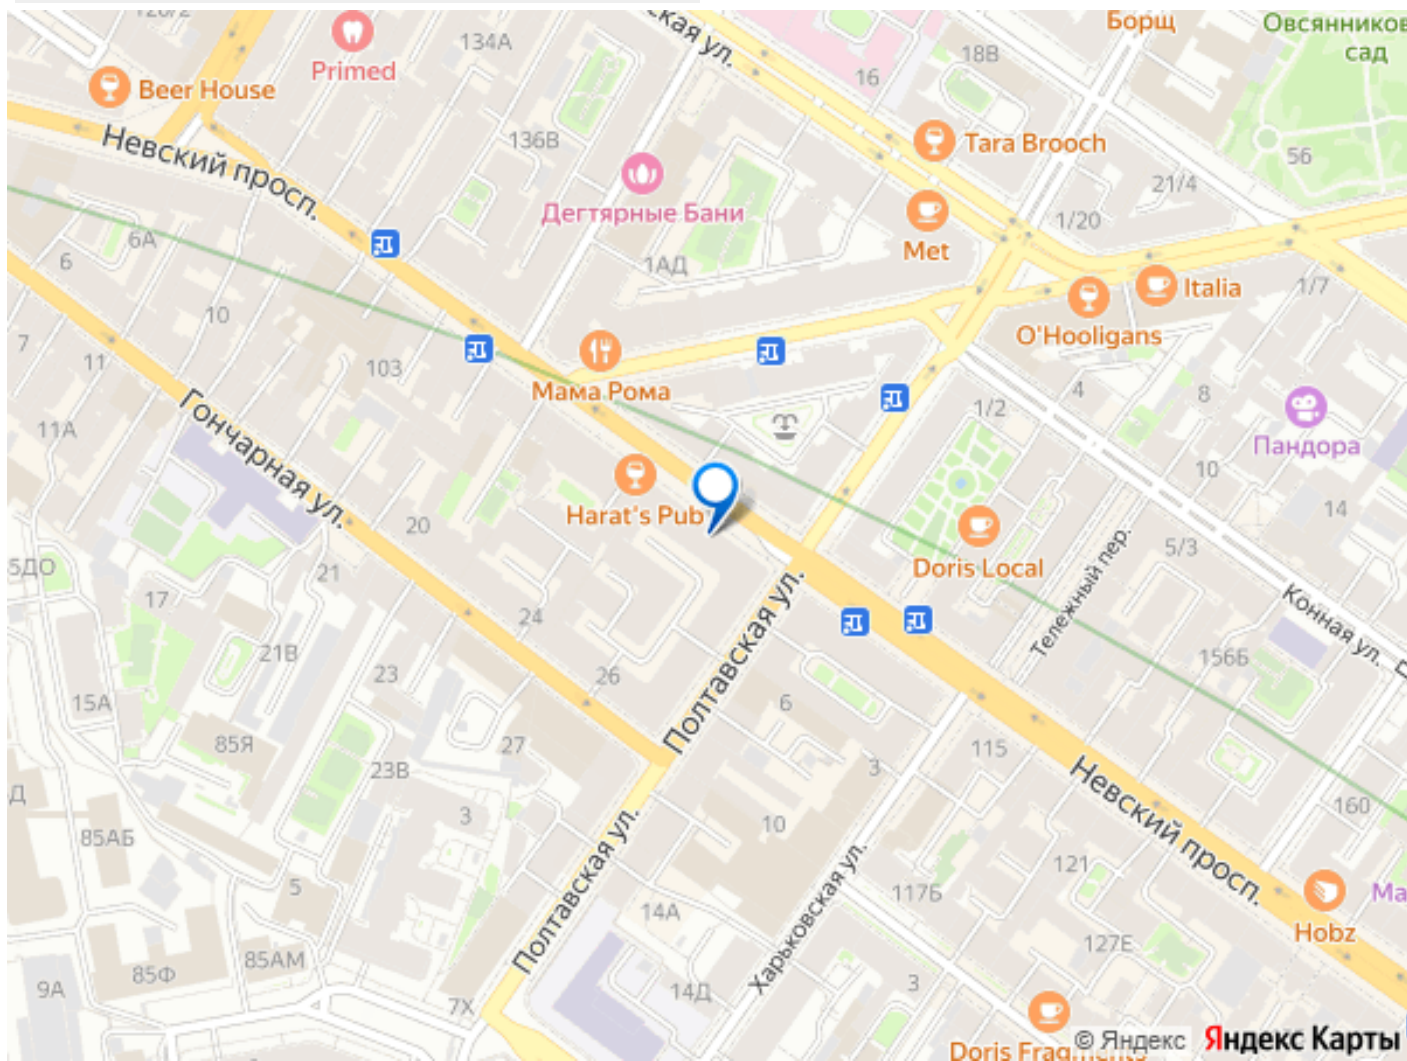 128/2
134А
ская ул.
Борщ
Овсянников
сад
Primed
16
18В
Beer House
Невский просп.
136В
Tara Brooch
56
Дегтярные Бани
21/4
1/20
6А
6
1АД
Met
Italia
1/7
10
O'Hooligans
7
11
103
Мама Рома
4
8
1/2
Пандора
11А
Гончарная ул.
10
14
Harat's Pub
20
5/3
Doris Local
Тележный пер.
5ДО
21
17
Конная ул.
24
21В
23
26
Полтавская ул.
156Б
15А
6
85Я
27
23В
3
115
Невский просп.
Д
160
85АБ
3
10
121
Полтавская ул.
Харьковская ул.
117Б
5
14А
Ма
Hobz
127Е
85Ф
85АМ
9А
7Х
14Д
3
Doris Fragments
© Яндекс Яндекс Карты